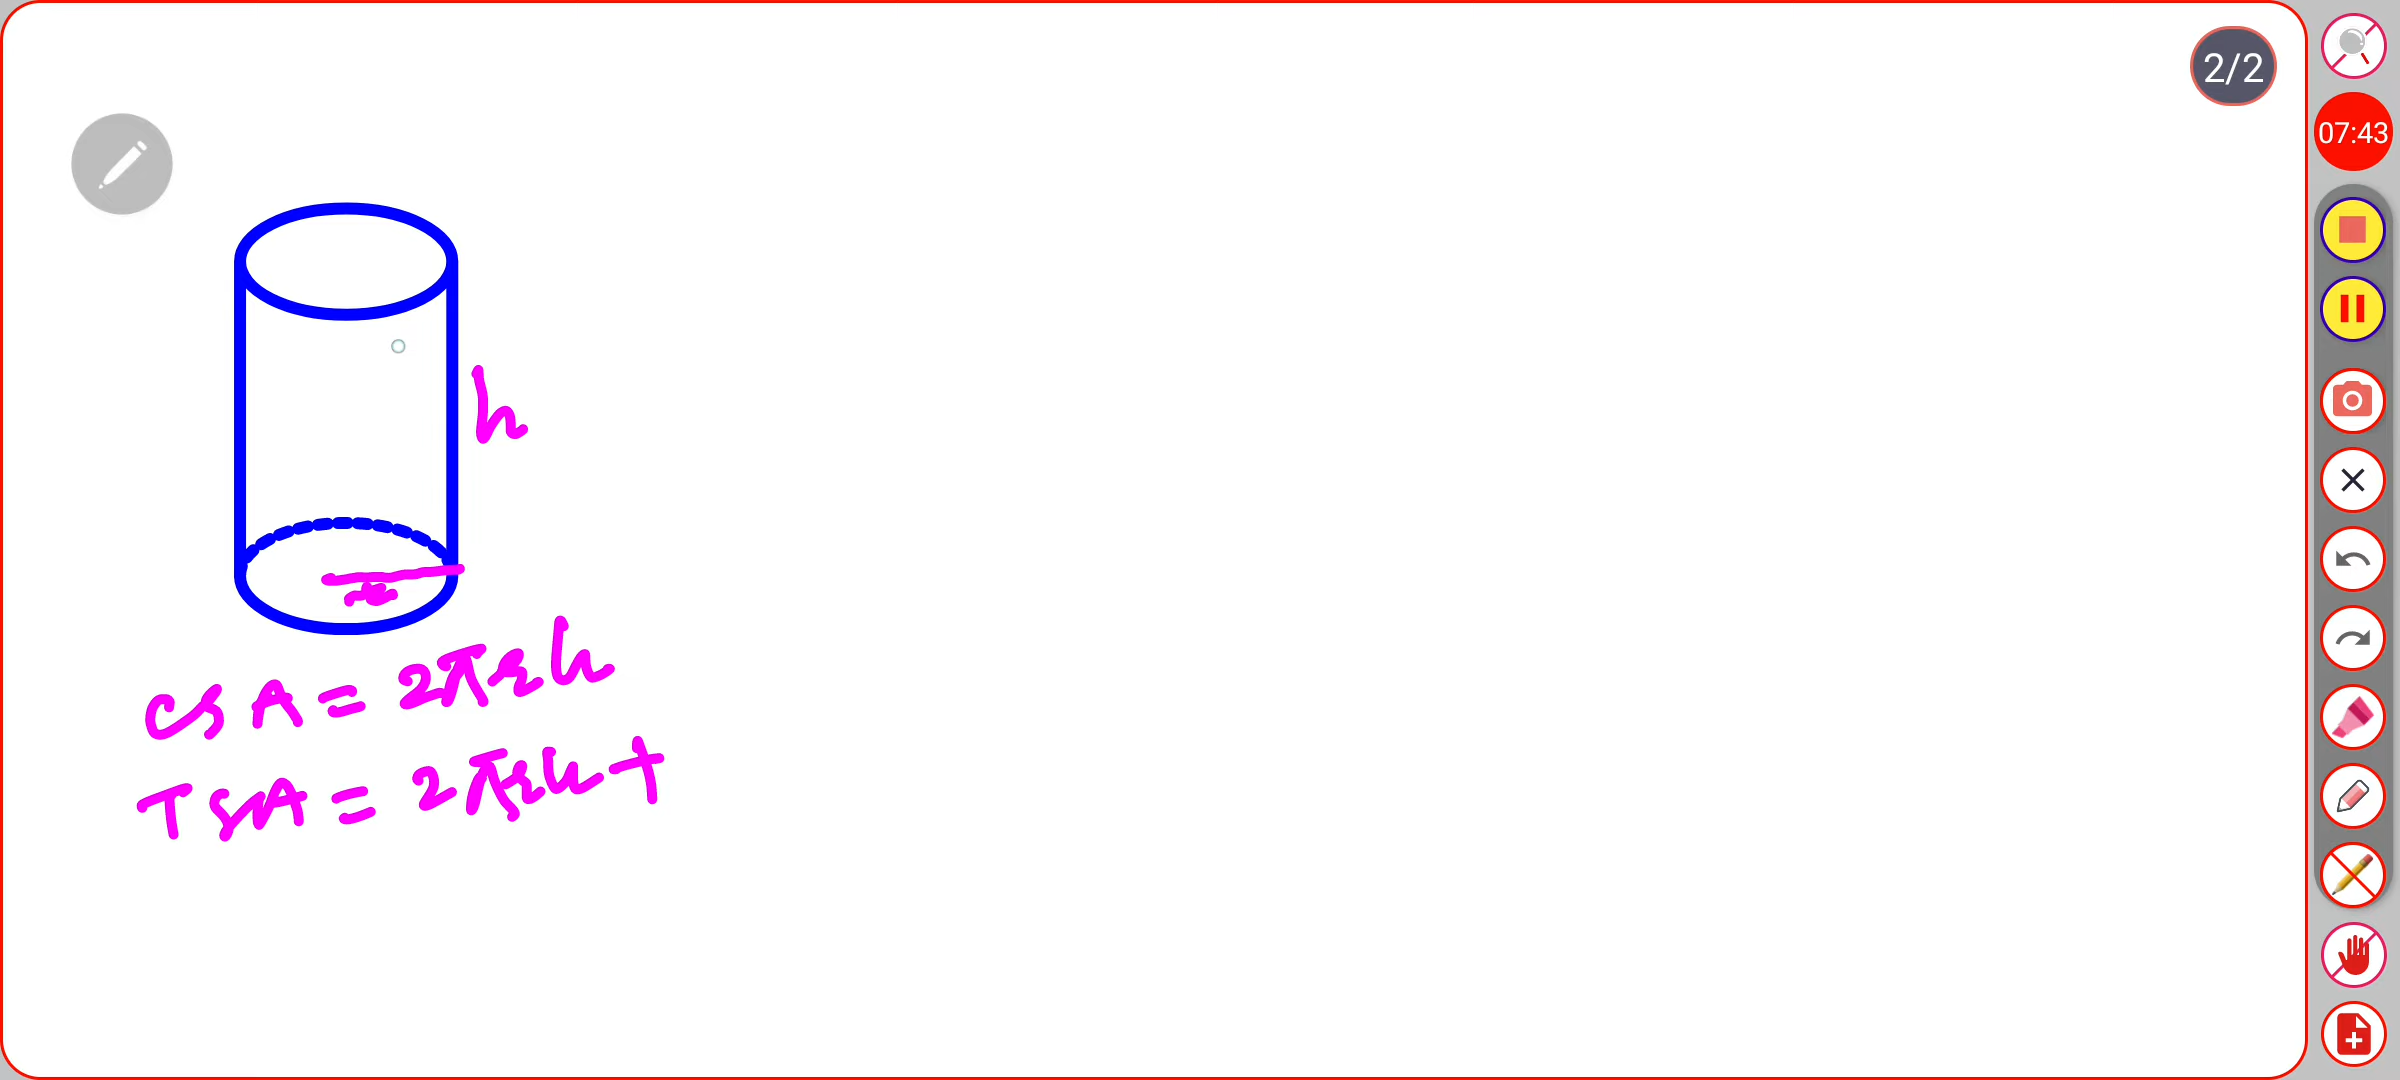 2/2
07:43
h
r
CSA = 2πrh
TSA = 2πrh +